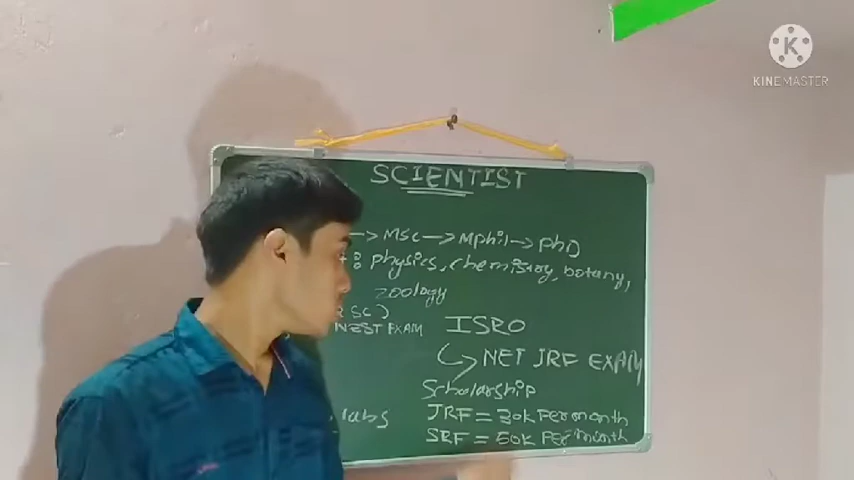 KINEMASTER
SCIENTIST
→ MSc → Mphil → phD
: physics, chemistry, botany,
zoology
SC)
NEST EXAM
ISRO
NET JRF EXAM
Scholarship
JRF = 30K Per month
labs
SRF = 50K Per month